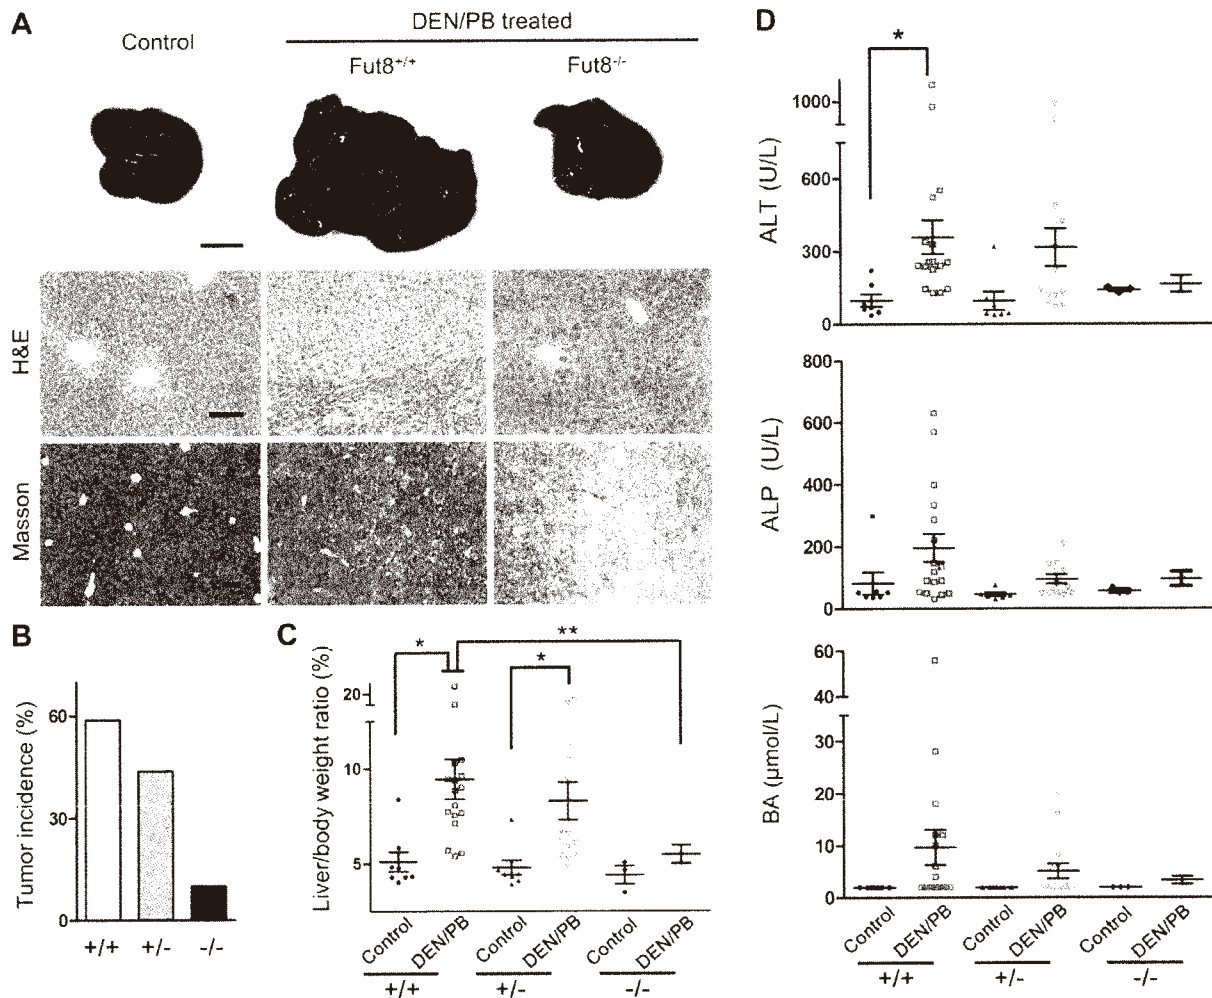 A
Control
DEN/PB treated
Fut8+/+
Fut8-/-
H&E
Masson
B
Tumor incidence (%)
60
30
0
+/+
+/-
-/-
C
Liver/body weight ratio (%)
20
10
5
*
**
*
Control
DEN/PB
Control
DEN/PB
Control
DEN/PB
+/+
+/-
-/-
D
*
ALT (U/L)
1000
600
300
0
ALP (U/L)
800
600
400
200
0
BA (μmol/L)
60
40
30
20
10
0
Control
DEN/PB
Control
DEN/PB
Control
DEN/PB
+/+
+/-
-/-